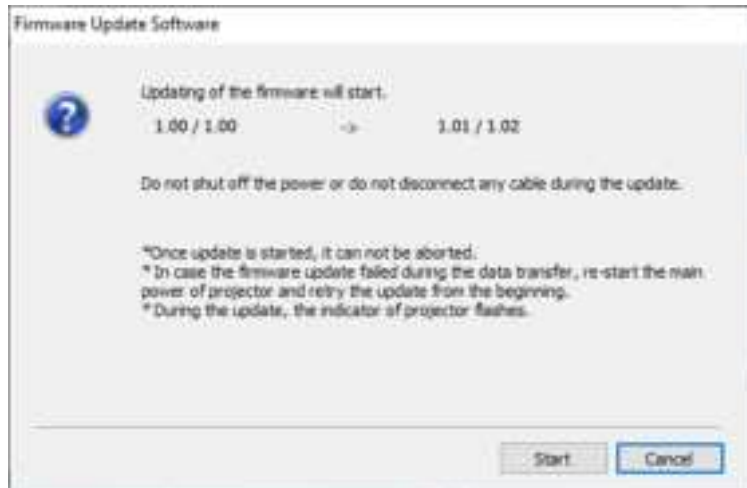 Firmware Update Software
Updating of the firmware will start.
1.00 / 1.00 -> 1.01 / 1.02
Do not shut off the power or do not disconnect any cable during the update.
*Once update is started, it can not be aborted.
* In case the firmware update failed during the data transfer, re-start the main
power of projector and retry the update from the beginning.
* During the update, the indicator of projector flashes.
Start
Cancel